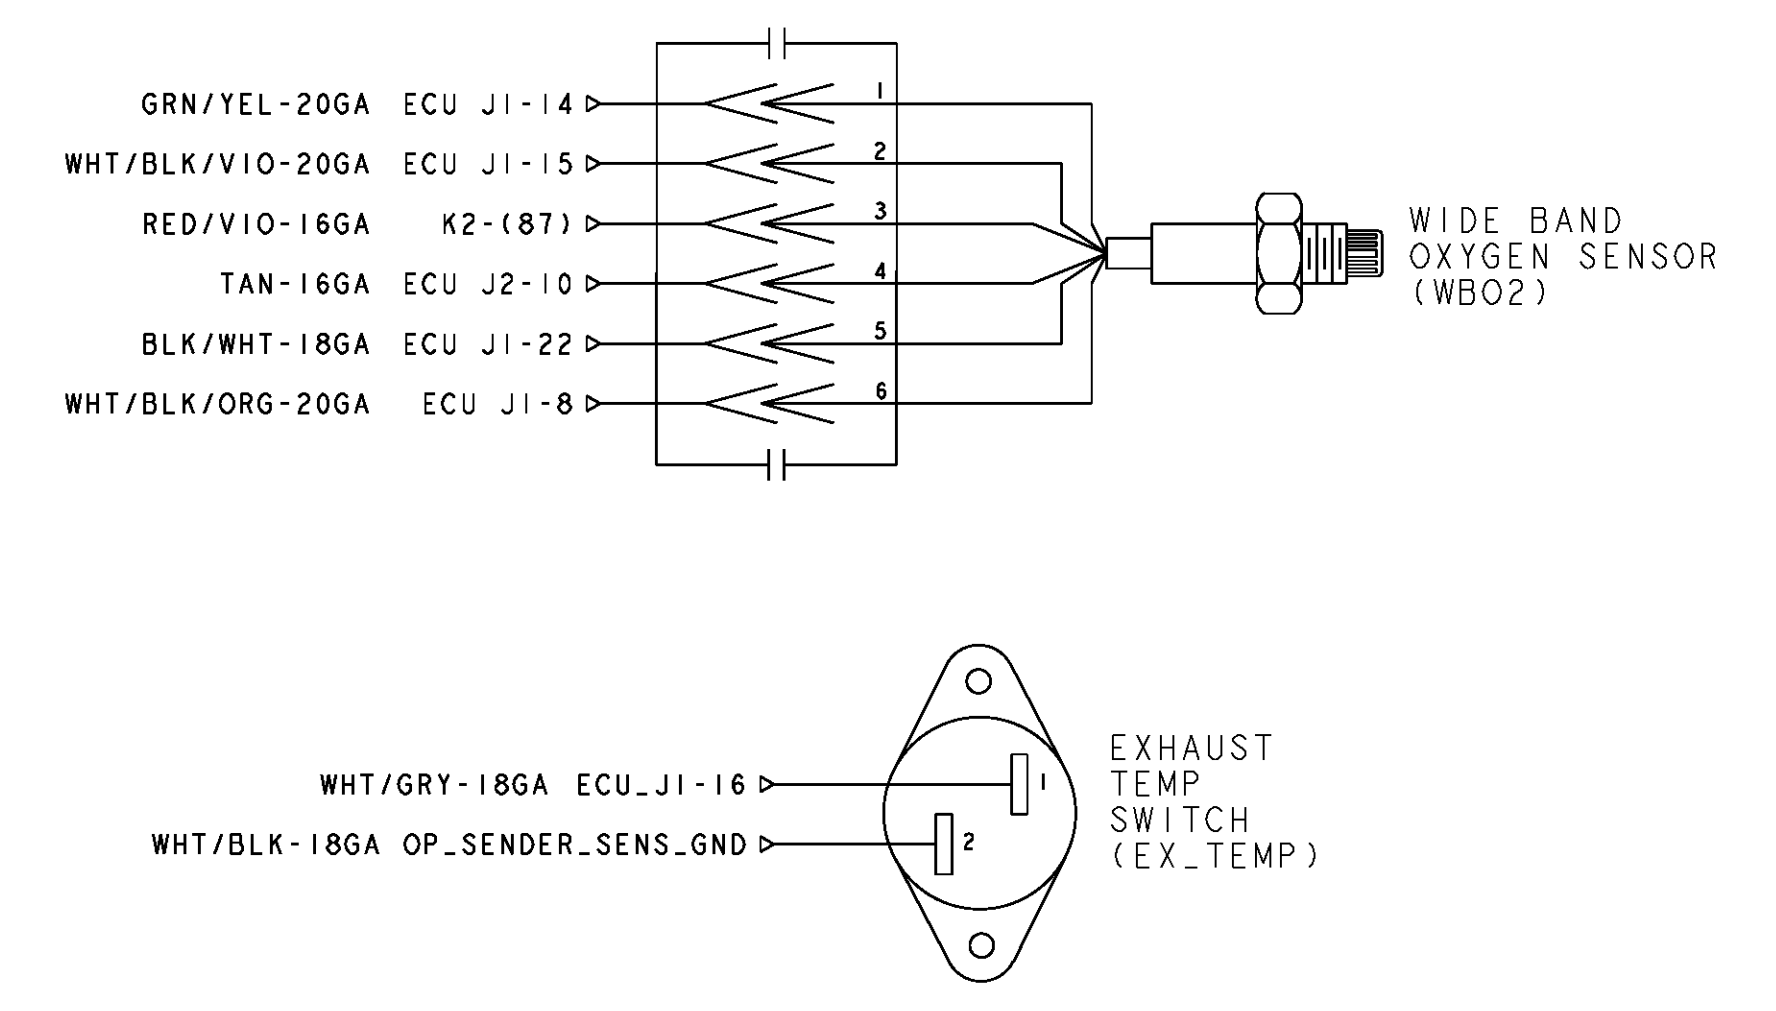 GRN/YEL-20GA ECU J1-14 1
WHT/BLK/VIO-20GA ECU J1-15 2
RED/VIO-16GA K2-(87) 3
TAN-16GA ECU J2-10 4
BLK/WHT-18GA ECU J1-22 5
WHT/BLK/ORG-20GA ECU J1-8 6
WIDE BAND
OXYGEN SENSOR
(WBO2)
WHT/GRY-18GA ECU_J1-16 1
WHT/BLK-18GA OP_SENDER_SENS_GND 2
EXHAUST
TEMP
SWITCH
(EX_TEMP)